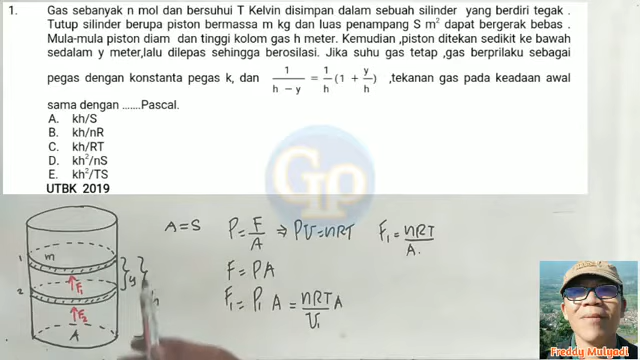 1. Gas sebanyak n mol dan bersuhui T Kelvin disimpan dalam sebuah silinder yang berdiri tegak .
Tutup silinder berupa piston bermassa m kg dan luas penampang S m² dapat bergerak bebas .
Mula-mula piston diam dan tinggi kolom gas h meter. Kemudian ,piston ditekan sedikit ke bawah
sedalam y meter,lalu dilepas sehingga berosilasi. Jika suhu gas tetap ,gas berprilaku sebagai
pegas dengan konstanta pegas k, dan 1/(h − y) = 1/h (1 + y/h) ,tekanan gas pada keadaan awal
sama dengan .......Pascal.
A. kh/S
B. kh/nR
C. kh/RT
D. kh²/nS
E. kh²/TS
UTBK 2019
GIP
A=S P=F/A ⇒ PV=nRT F₁=nRT/A.
F=PA
F₁=P₁ A = nRT/V₁ A
1 m
F₁ y
2
F₂ h
A
Freddy Mulyadi